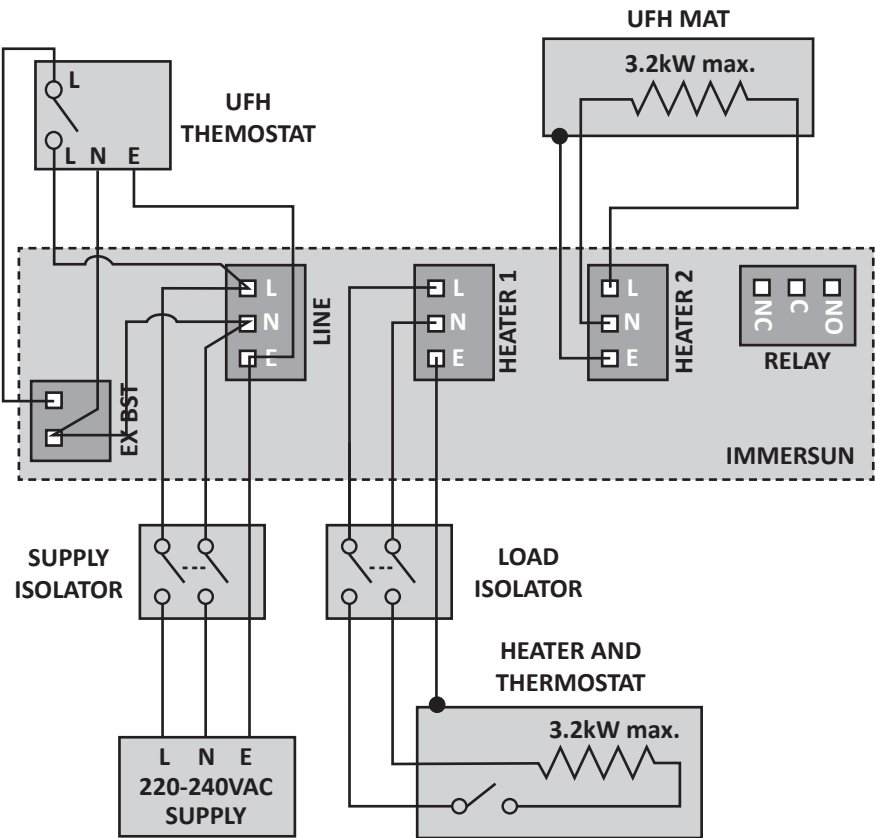 UFH MAT
3.2kW max.
L
UFH
THEMOSTAT
L N E
L
N
E
LINE
L
N
E
HEATER 1
L
N
E
HEATER 2
NC
C
NO
RELAY
EX BST
IMMERSUN
SUPPLY
ISOLATOR
LOAD
ISOLATOR
HEATER AND
THERMOSTAT
3.2kW max.
L N E
220-240VAC
SUPPLY